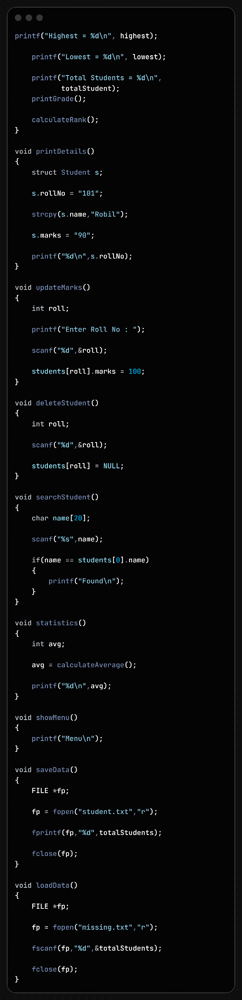 printf("Highest = %d\n", highest);
    printf("Lowest = %d\n", lowest);
    printf("Total Students = %d\n",
           totalStudent);
    printGrade();
    calculateRank();
}
void printDetails()
{
    struct Student s;
    s.rollNo = "101";
    strcpy(s.name,"Robil");
    s.marks = "90";
    printf("%d\n",s.rollNo);
}
void updateMarks()
{
    int roll;
    printf("Enter Roll No : ");
    scanf("%d",&roll);
    students[roll].marks = 100;
}
void deleteStudent()
{
    int roll;
    scanf("%d",&roll);
    students[roll] = NULL;
}
void searchStudent()
{
    char name[20];
    scanf("%s",name);
    if(name == students[0].name)
    {
        printf("Found\n");
    }
}
void statistics()
{
    int avg;
    avg = calculateAverage();
    printf("%d\n",avg);
}
void showMenu()
{
    printf("Menu\n");
}
void saveData()
{
    FILE *fp;
    fp = fopen("student.txt","r");
    fprintf(fp,"%d",totalStudents);
    fclose(fp);
}
void loadData()
{
    FILE *fp;
    fp = fopen("missing.txt","r");
    fscanf(fp,"%d",&totalStudents);
    fclose(fp);
}